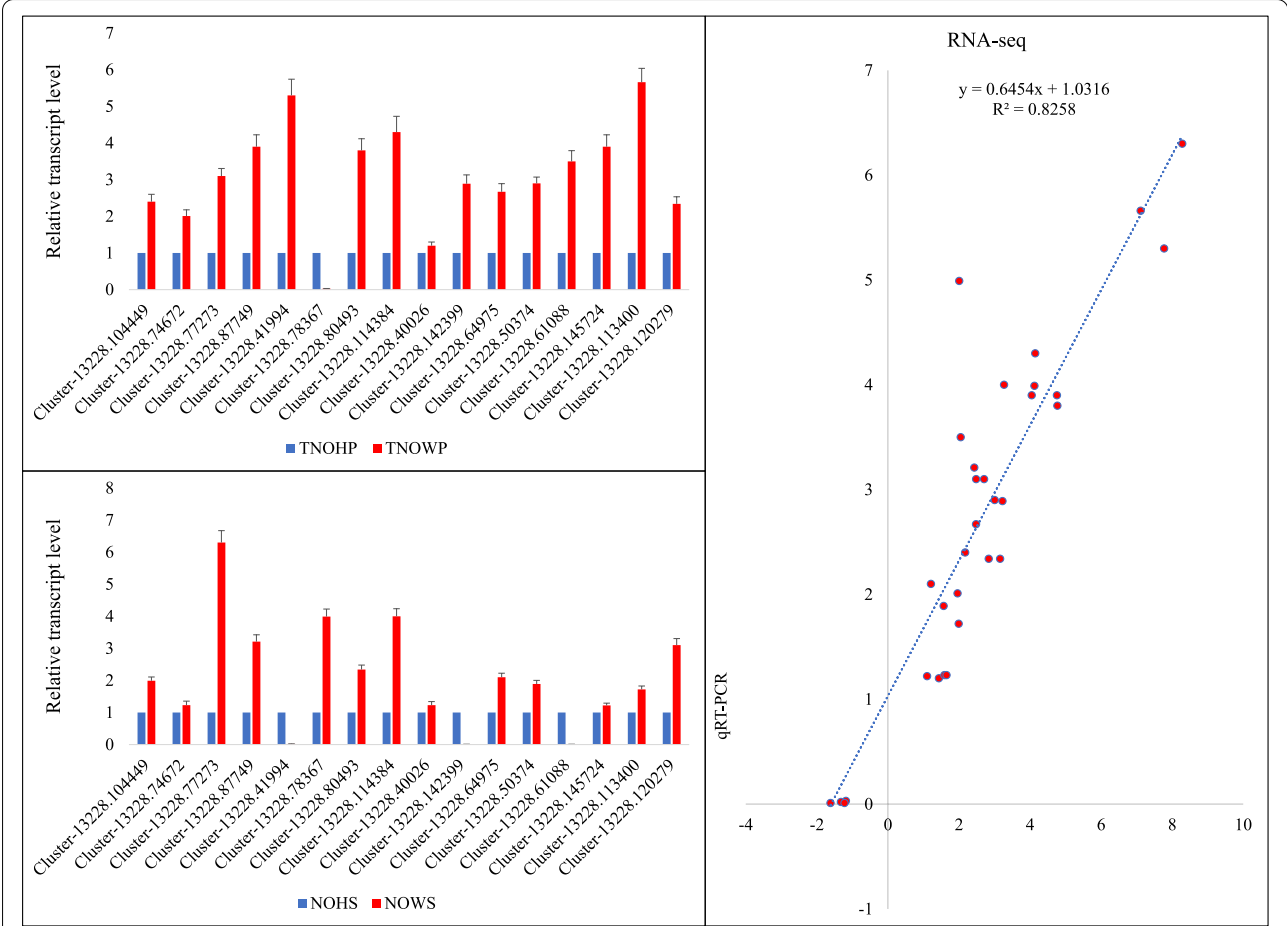 7
6
5
4
3
2
1
0
Relative transcript level
Cluster-13228.104449
Cluster-13228.74672
Cluster-13228.77273
Cluster-13228.87749
Cluster-13228.41994
Cluster-13228.78367
Cluster-13228.80493
Cluster-13228.114384
Cluster-13228.40026
Cluster-13228.142399
Cluster-13228.64975
Cluster-13228.50374
Cluster-13228.61088
Cluster-13228.145724
Cluster-13228.113400
Cluster-13228.120279
TNOHP TNOWP
8
7
6
5
4
3
2
1
0
Relative transcript level
Cluster-13228.104449
Cluster-13228.74672
Cluster-13228.77273
Cluster-13228.87749
Cluster-13228.41994
Cluster-13228.78367
Cluster-13228.80493
Cluster-13228.114384
Cluster-13228.40026
Cluster-13228.142399
Cluster-13228.64975
Cluster-13228.50374
Cluster-13228.61088
Cluster-13228.145724
Cluster-13228.113400
Cluster-13228.120279
NOHS NOWS
RNA-seq
y = 0.6454x + 1.0316
R² = 0.8258
7
6
5
4
3
2
1
0
-1
qRT-PCR
-4 -2 0 2 4 6 8 10